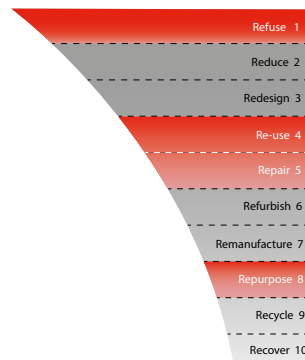 Refuse 1
Reduce 2
Redesign 3
Re-use 4
Repair 5
Refurbish 6
Remanufacture 7
Repurpose 8
Recycle 9
Recover 10